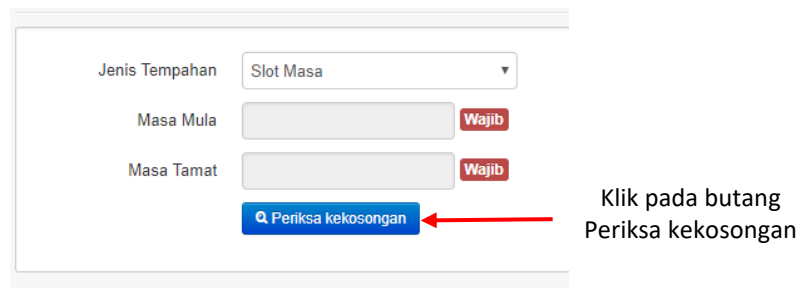 Jenis Tempahan Slot Masa
Masa Mula Wajib
Masa Tamat Wajib
Periksa kekosongan
Klik pada butang
Periksa kekosongan